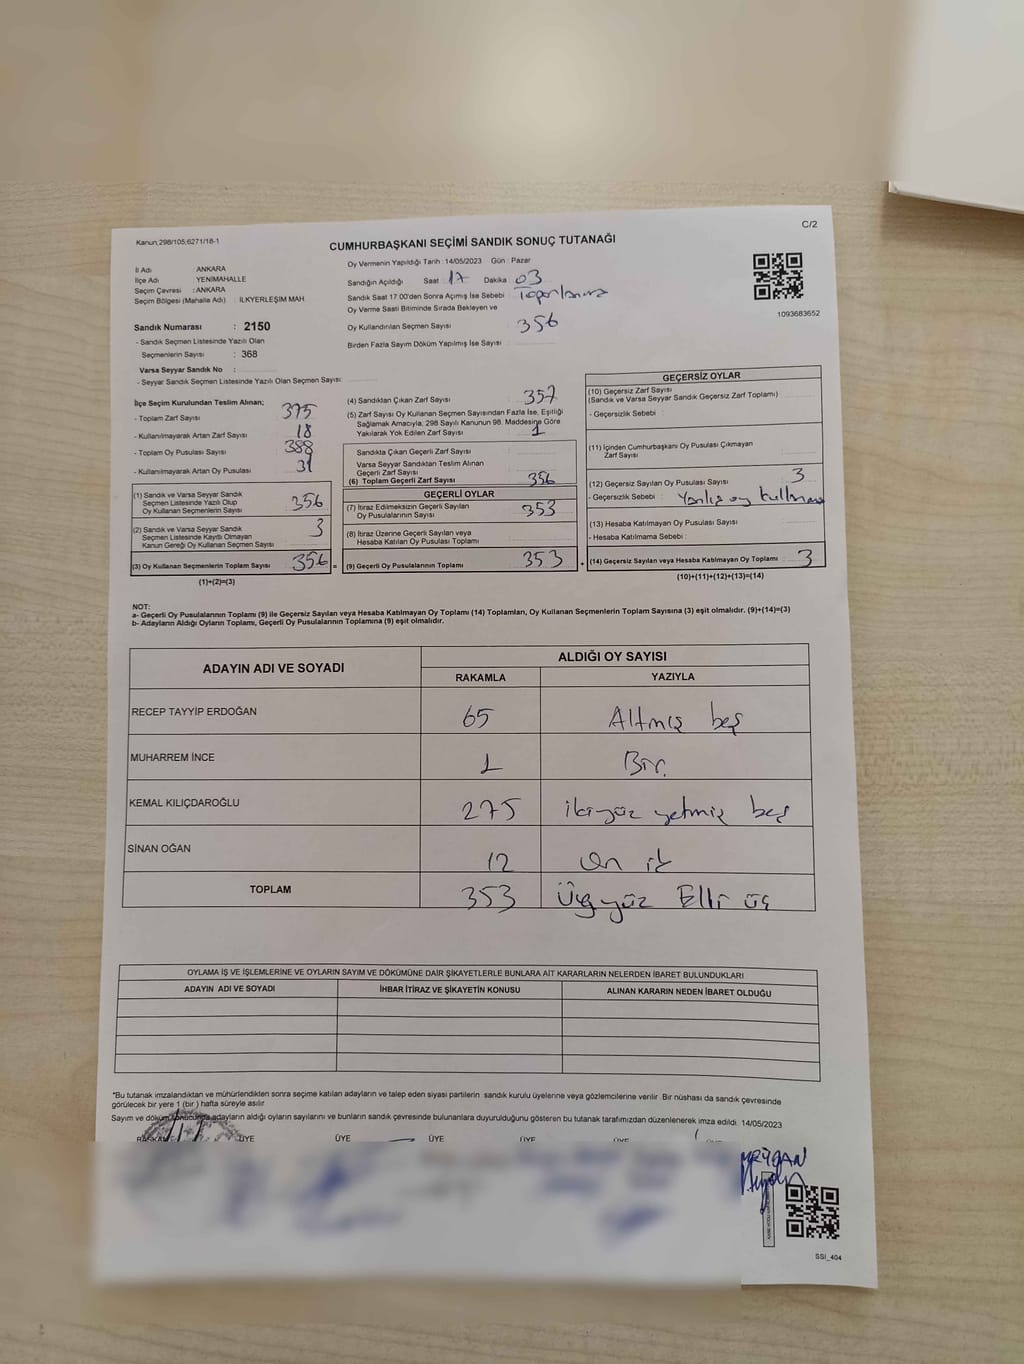 C/2
Kanun;298/105;6271/18-1
CUMHURBAŞKANI SEÇİMİ SANDIK SONUÇ TUTANAĞI
İl Adı ANKARA
İlçe Adı YENİMAHALLE
Seçim Çevresi : ANKARA
Seçim Bölgesi (Mahalle Adı) : İLKYERLEŞİM MAH.
Sandık Numarası : 2150
- Sandık Seçmen Listesinde Yazılı Olan
Seçmenlerin Sayısı : 368
Varsa Seyyar Sandık No :
- Seyyar Sandık Seçmen Listesinde Yazılı Olan Seçmen Sayısı:
Oy Vermenin Yapıldığı Tarih : 14/05/2023 Gün : Pazar
Sandığın Açıldığı Saat 17 Dakika 03
Sandık Saat 17.00'den Sonra Açımış İse Sebebi Toparlanma
Oy Verme Saati Bitiminde Sırada Bekleyen ve
Oy Kullandırılan Seçmen Sayısı 356
Birden Fazla Sayım Döküm Yapılmış İse Sayısı :
1093683652
İlçe Seçim Kurulundan Teslim Alınan;
- Toplam Zarf Sayısı 375
- Kullanılmayarak Artan Zarf Sayısı 18
- Toplam Oy Pusulası Sayısı 388
- Kullanılmayarak Artan Oy Pusulası 31
(1) Sandık ve Varsa Seyyar Sandık
Seçmen Listesinde Yazılı Olup
Oy Kullanan Seçmenlerin Sayısı 356
(2) Sandık ve Varsa Seyyar Sandık
Seçmen Listesinde Kayıtlı Olmayan
Kanun Gereği Oy Kullanan Seçmen Sayısı 3
(3) Oy Kullanan Seçmenlerin Toplam Sayısı 356 =
(1)+(2)=(3)
(4) Sandıktan Çıkan Zarf Sayısı 357
(5) Zarf Sayısı Oy Kullanan Seçmen Sayısından Fazla İse, Eşitliği
Sağlamak Amacıyla; 298 Sayılı Kanunun 98. Maddesine Göre
Yakılarak Yok Edilen Zarf Sayısı 1
Sandıkta Çıkan Geçerli Zarf Sayısı
Varsa Seyyar Sandıktan Teslim Alınan
Geçerli Zarf Sayısı
(6) Toplam Geçerli Zarf Sayısı 356
GEÇERLİ OYLAR
(7) İtiraz Edilmeksizin Geçerli Sayılan
Oy Pusulalarının Sayısı 353
(8) İtiraz Üzerine Geçerli Sayılan veya
Hesaba Katılan Oy Pusulası Toplamı
(9) Geçerli Oy Pusulalarının Toplamı 353 +
GEÇERSİZ OYLAR
(10) Geçersiz Zarf Sayısı
(Sandık ve Varsa Seyyar Sandık Geçersiz Zarf Toplamı)
- Geçersizlik Sebebi :
(11) İçinden Cumhurbaşkanı Oy Pusulası Çıkmayan
Zarf Sayısı
(12) Geçersiz Sayılan Oy Pusulası Sayısı 3
- Geçersizlik Sebebi : Yanlış oy kullnma
(13) Hesaba Katılmayan Oy Pusulası Sayısı
- Hesaba Katılmama Sebebi :
(14) Geçersiz Sayılan veya Hesaba Katılmayan Oy Toplamı 3
(10)+(11)+(12)+(13)=(14)
NOT:
a- Geçerli Oy Pusulalarının Toplamı (9) ile Geçersiz Sayılan veya Hesaba Katılmayan Oy Toplamı (14) Toplamları, Oy Kullanan Seçmenlerin Toplam Sayısına (3) eşit olmalıdır. (9)+(14)=(3)
b- Adayların Aldığı Oyların Toplamı, Geçerli Oy Pusulalarının Toplamına (9) eşit olmalıdır.
ADAYIN ADI VE SOYADI
ALDIĞI OY SAYISI
RAKAMLA YAZIYLA
RECEP TAYYİP ERDOĞAN 65 Altmış beş
MUHARREM İNCE 1 Bir.
KEMAL KILIÇDAROĞLU 275 ikiyüz yetmiş beş
SİNAN OĞAN 12 On iki
TOPLAM 353 Üçyüz Elli üç
OYLAMA İŞ VE İŞLEMLERİNE VE OYLARIN SAYIM VE DÖKÜMÜNE DAİR ŞİKAYETLERLE BUNLARA AİT KARARLARIN NELERDEN İBARET BULUNDUKLARI
ADAYIN ADI VE SOYADI İHBAR İTİRAZ VE ŞİKAYETİN KONUSU ALINAN KARARIN NEDEN İBARET OLDUĞU
*Bu tutanak imzalandıktan ve mühürlendikten sonra seçime katılan adayların ve talep eden siyasi partilerin sandık kurulu üyelerine veya gözlemcilerine verilir. Bir nüshası da sandık çevresinde
görülecek bir yere 1 (bir ) hafta süreyle asılır
Sayım ve döküm sonucunda adayların aldığı oyların sayılarını ve bunların sandık çevresinde bulunanlara duyurulduğunu gösteren bu tutanak tarafımızdan düzenlenerek imza edildi. 14/05/2023
BAŞKAN ÜYE ÜYE ÜYE ÜYE ÜYE ÜYE
SSI_404